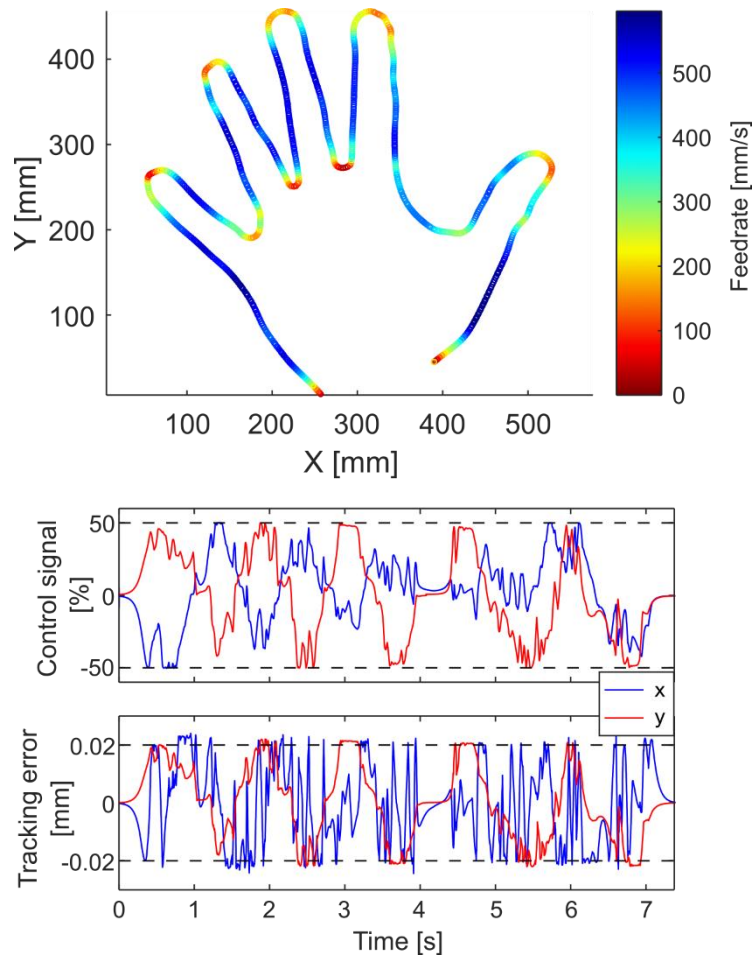 400
300
200
100
Y [mm]
100 200 300 400 500
X [mm]
500
400
300
200
100
0
Feedrate [mm/s]
50
0
-50
Control signal
[%]
x
y
0.02
0
-0.02
Tracking error
[mm]
0 1 2 3 4 5 6 7
Time [s]